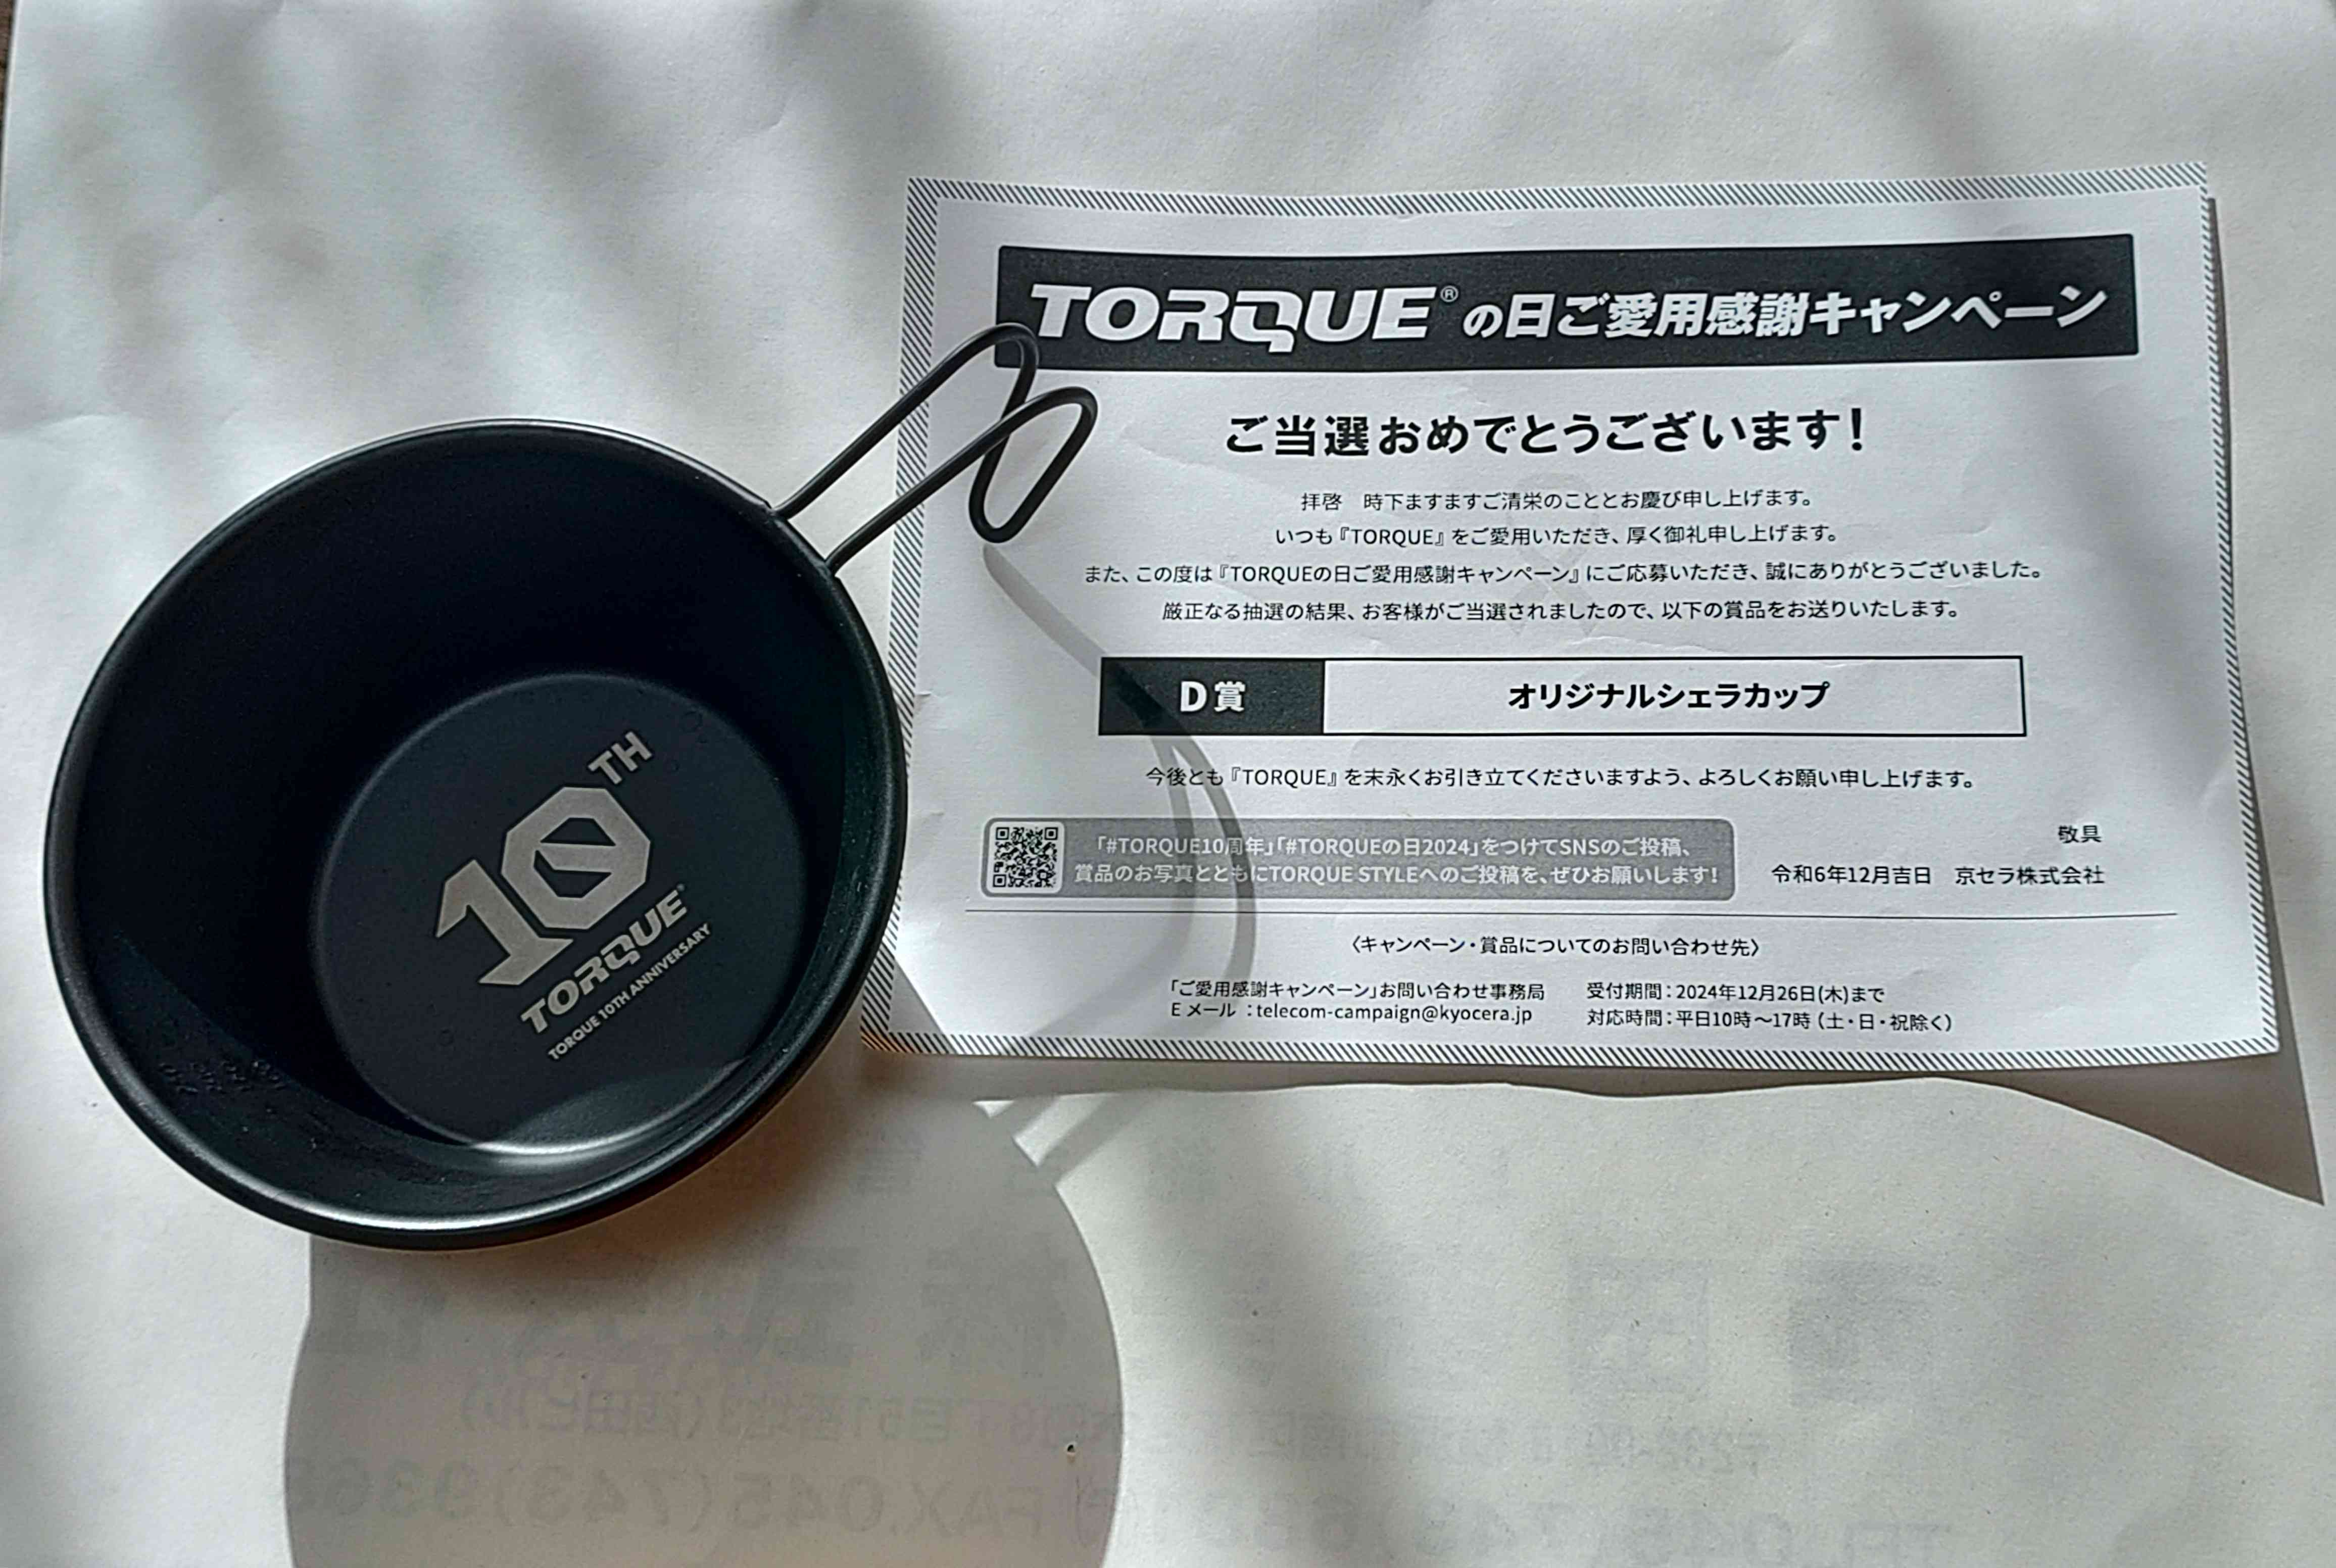 10TH
TORQUE®
TORQUE 10TH ANNIVERSARY
TORQUE®の日ご愛用感謝キャンペーン
ご当選おめでとうございます！
拝啓　時下ますますご清栄のこととお慶び申し上げます。
いつも『TORQUE』をご愛用いただき、厚く御礼申し上げます。
また、この度は『TORQUEの日ご愛用感謝キャンペーン』にご応募いただき、誠にありがとうございました。
厳正なる抽選の結果、お客様がご当選されましたので、以下の賞品をお送りいたします。
D賞　オリジナルシェラカップ
今後とも『TORQUE』を末永くお引き立てくださいますよう、よろしくお願い申し上げます。
「#TORQUE10周年」「#TORQUEの日2024」をつけてSNSのご投稿、
賞品のお写真とともにTORQUE STYLEへのご投稿を、ぜひお願いします！
敬具
令和6年12月吉日　京セラ株式会社
〈キャンペーン・賞品についてのお問い合わせ先〉
「ご愛用感謝キャンペーン」お問い合わせ事務局
Eメール：telecom-campaign@kyocera.jp
受付期間：2024年12月26日(木)まで
対応時間：平日10時～17時（土・日・祝除く）
FAX.045(743)